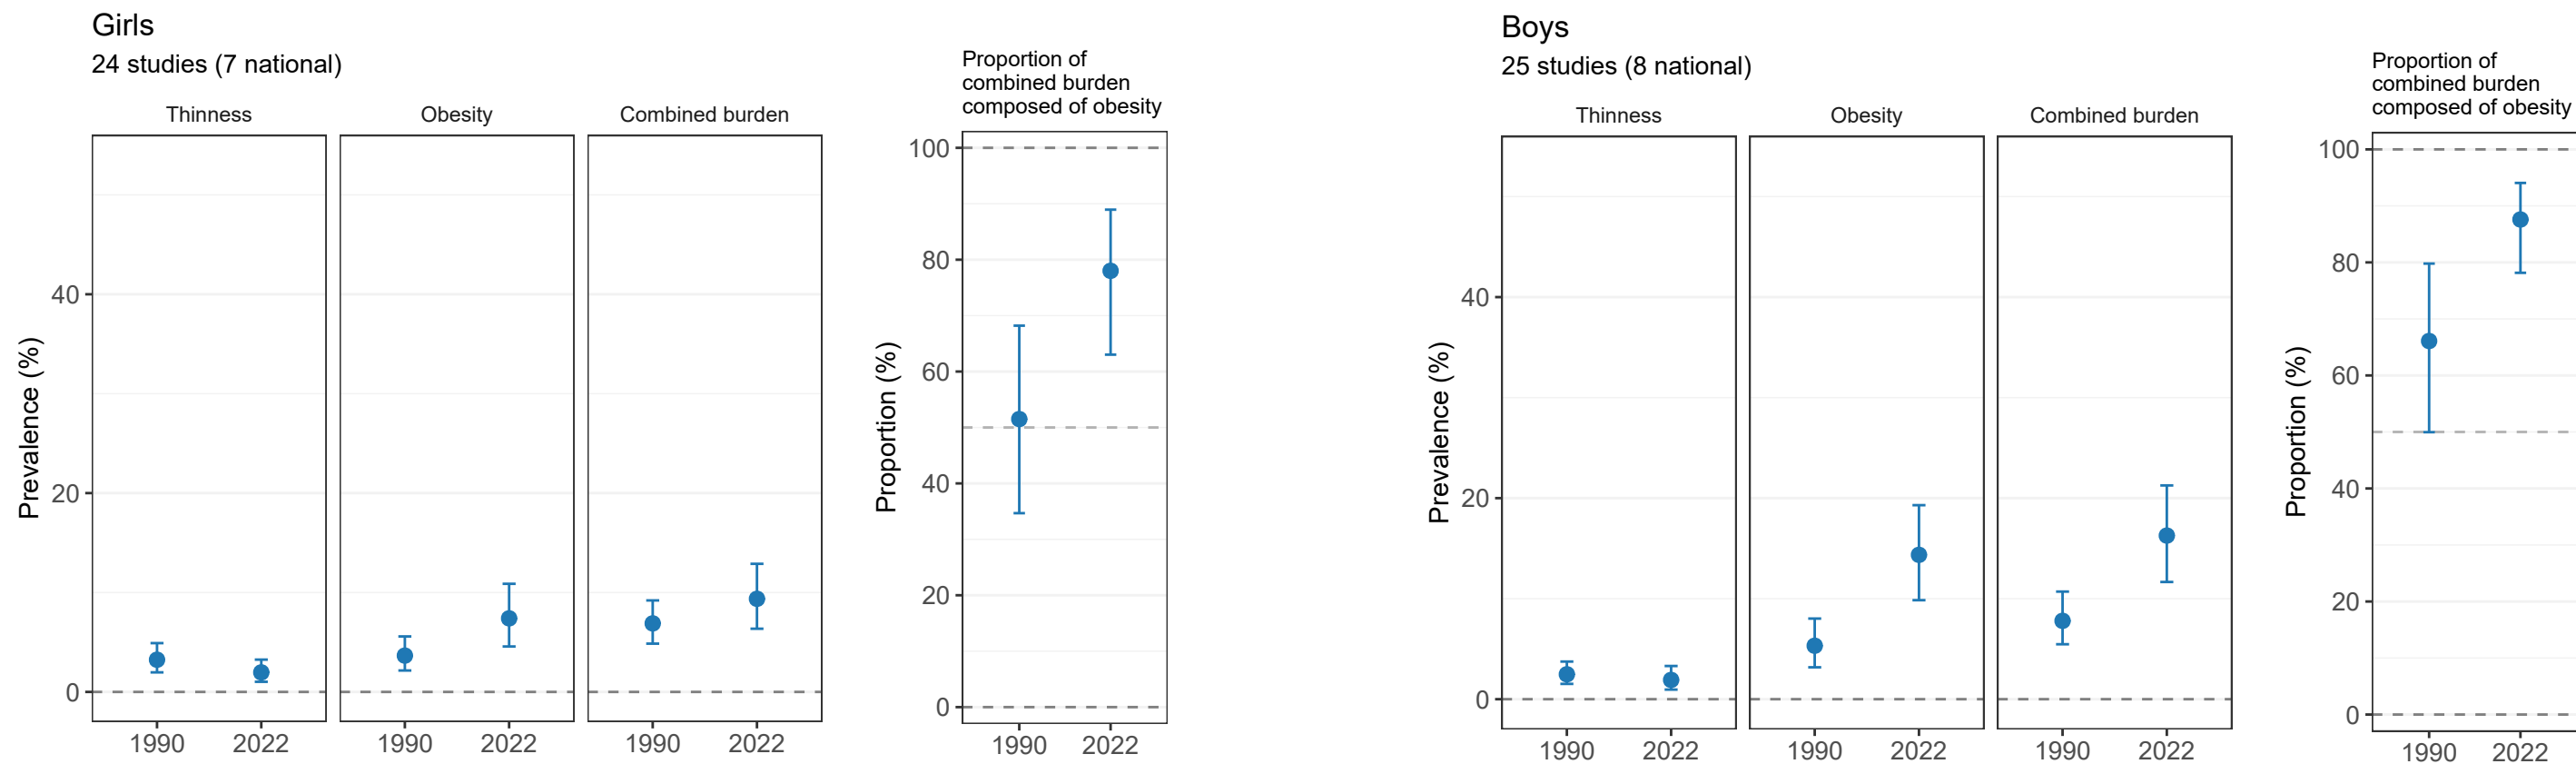 Girls
24 studies (7 national)
Thinness
Obesity
Combined burden
Prevalence (%)
40
20
0
1990
2022
1990
2022
1990
2022
Proportion of
combined burden
composed of obesity
Proportion (%)
100
80
60
40
20
0
1990
2022
Boys
25 studies (8 national)
Thinness
Obesity
Combined burden
Prevalence (%)
40
20
0
1990
2022
1990
2022
1990
2022
Proportion of
combined burden
composed of obesity
Proportion (%)
100
80
60
40
20
0
1990
2022